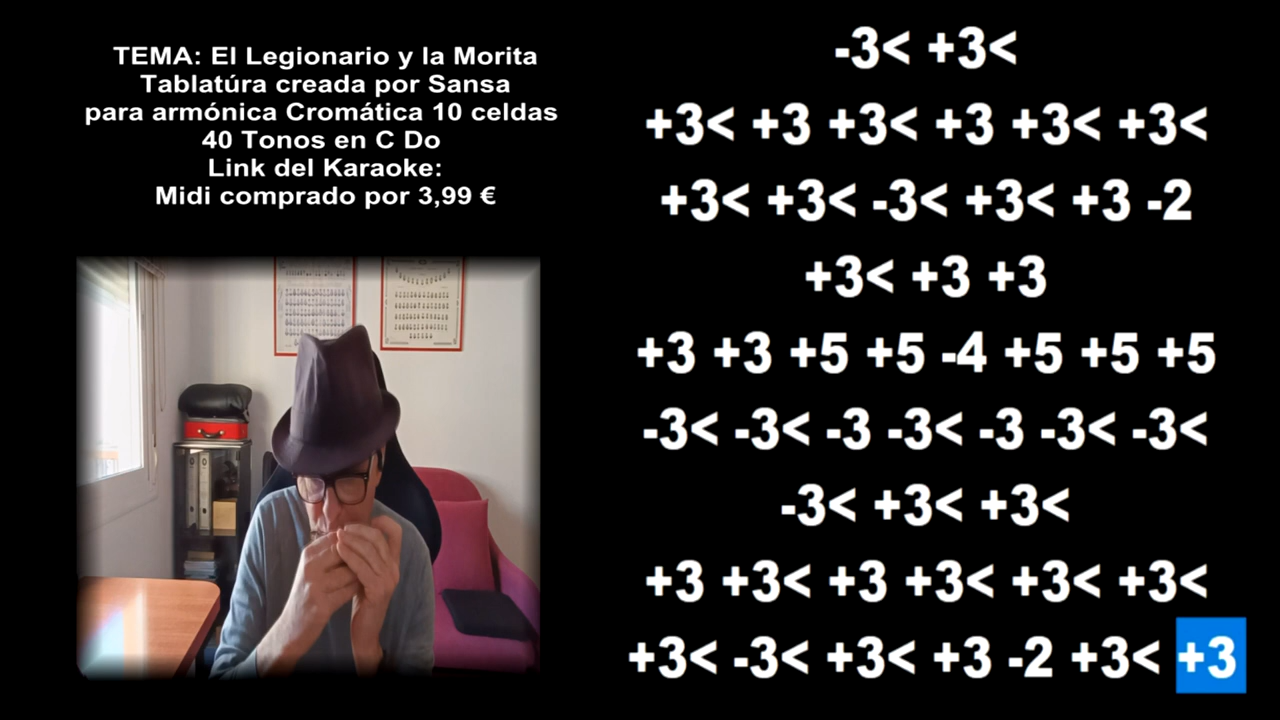 TEMA: El Legionario y la Morita
Tablatúra creada por Sansa
para armónica Cromática 10 celdas
40 Tonos en C Do
Link del Karaoke:
Midi comprado por 3,99 €
-3< +3<
+3< +3 +3< +3 +3< +3<
+3< +3< -3< +3< +3 -2
+3< +3 +3
+3 +3 +5 +5 -4 +5 +5 +5
-3< -3< -3 -3< -3 -3< -3<
-3< +3< +3<
+3 +3< +3 +3< +3< +3<
+3< -3< +3< +3 -2 +3< +3